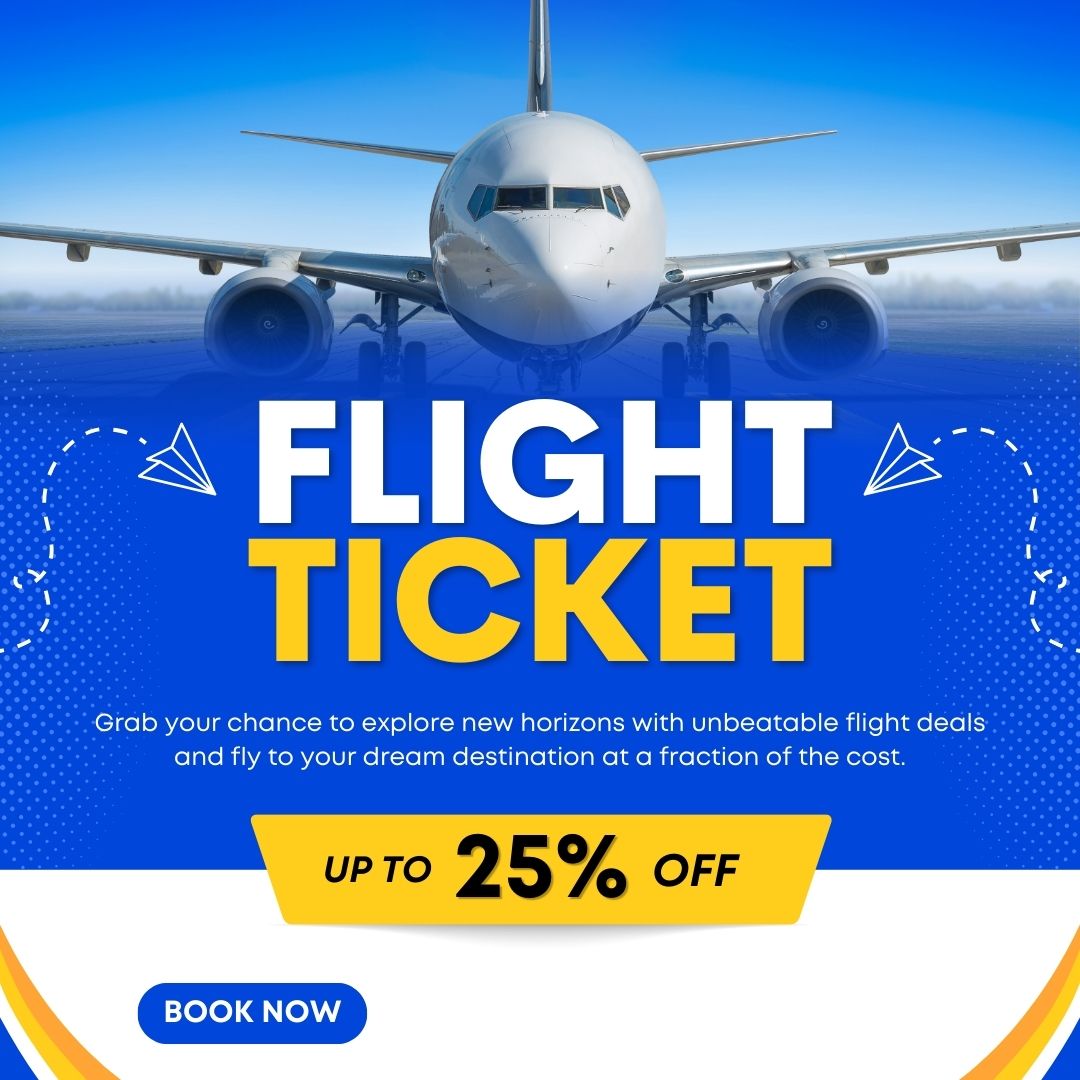 FLIGHT
TICKET
Grab your chance to explore new horizons with unbeatable flight deals
and fly to your dream destination at a fraction of the cost.
UP TO 25% OFF
BOOK NOW